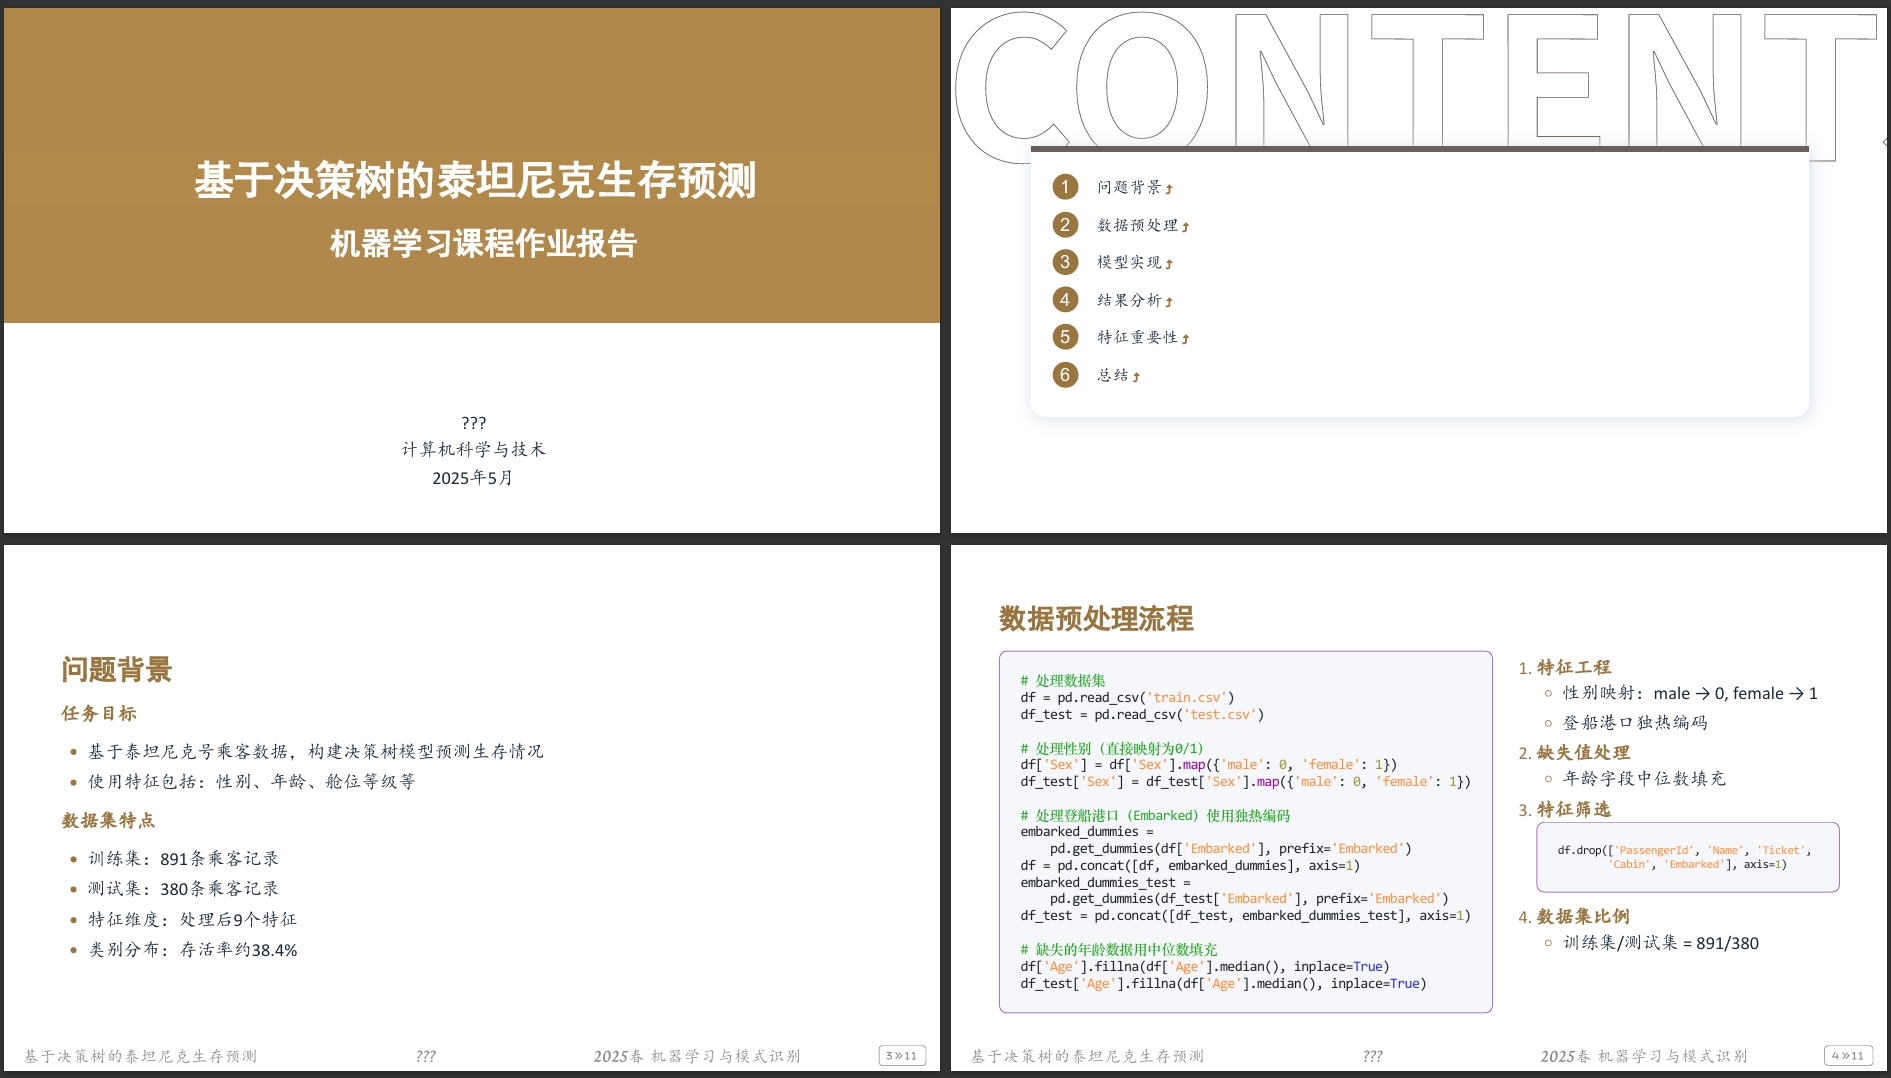 基于决策树的泰坦尼克生存预测
机器学习课程作业报告
???
计算机科学与技术
2025年5月
CONTENT
1 问题背景
2 数据预处理
3 模型实现
4 结果分析
5 特征重要性
6 总结
问题背景
任务目标
• 基于泰坦尼克号乘客数据，构建决策树模型预测生存情况
• 使用特征包括：性别、年龄、舱位等级等
数据集特点
• 训练集：891条乘客记录
• 测试集：380条乘客记录
• 特征维度：处理后9个特征
• 类别分布：存活率约38.4%
基于决策树的泰坦尼克生存预测 ??? 2025春 机器学习与模式识别 3»11
数据预处理流程
# 处理数据集
df = pd.read_csv('train.csv')
df_test = pd.read_csv('test.csv')
# 处理性别（直接映射为0/1）
df['Sex'] = df['Sex'].map({'male': 0, 'female': 1})
df_test['Sex'] = df_test['Sex'].map({'male': 0, 'female': 1})
# 处理登船港口（Embarked）使用独热编码
embarked_dummies =
pd.get_dummies(df['Embarked'], prefix='Embarked')
df = pd.concat([df, embarked_dummies], axis=1)
embarked_dummies_test =
pd.get_dummies(df_test['Embarked'], prefix='Embarked')
df_test = pd.concat([df_test, embarked_dummies_test], axis=1)
# 缺失的年龄数据用中位数填充
df['Age'].fillna(df['Age'].median(), inplace=True)
df_test['Age'].fillna(df['Age'].median(), inplace=True)
1. 特征工程
○ 性别映射：male → 0, female → 1
○ 登船港口独热编码
2. 缺失值处理
○ 年龄字段中位数填充
3. 特征筛选
df.drop(['PassengerId', 'Name', 'Ticket',
'Cabin', 'Embarked'], axis=1)
4. 数据集比例
○ 训练集/测试集 = 891/380
基于决策树的泰坦尼克生存预测 ??? 2025春 机器学习与模式识别 4»11